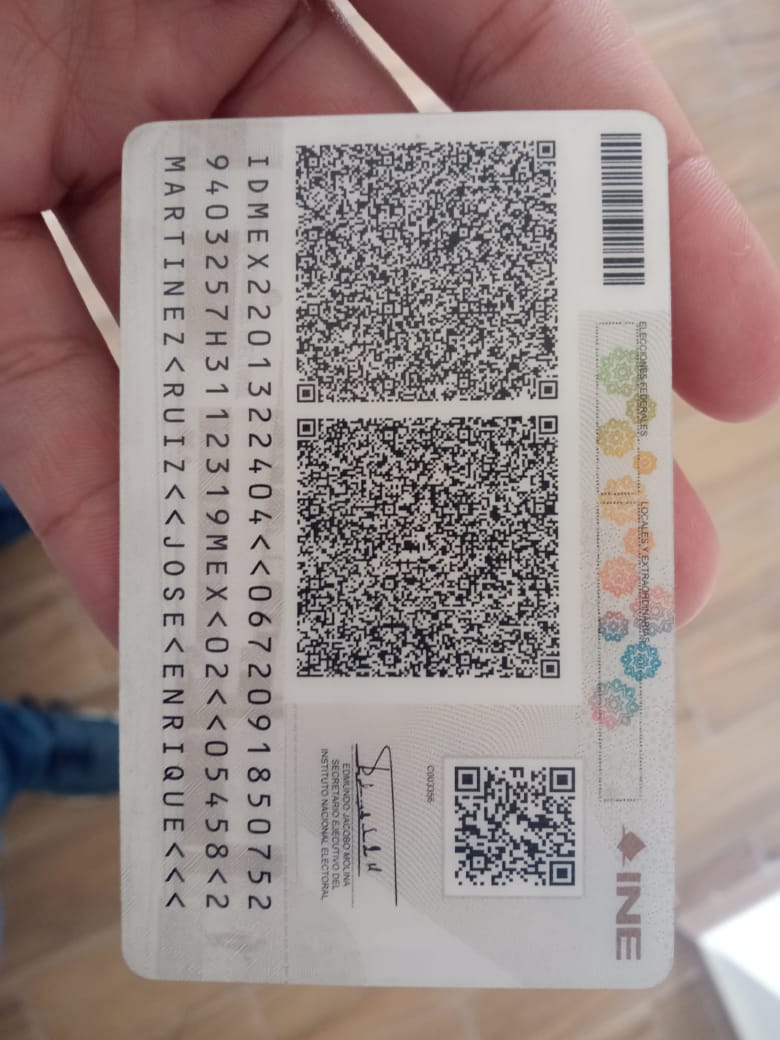 ELECCIONES FEDERALES
LOCALES Y EXTRAORDINARIAS
INE
EDMUNDO JACOBO MOLINA
SECRETARIO EJECUTIVO DEL
INSTITUTO NACIONAL ELECTORAL
IDMEX2201322404<<0672091850752
9403257H3112319MEX<02<<05458<2
MARTINEZ<RUIZ<<JOSE<ENRIQUE<<<